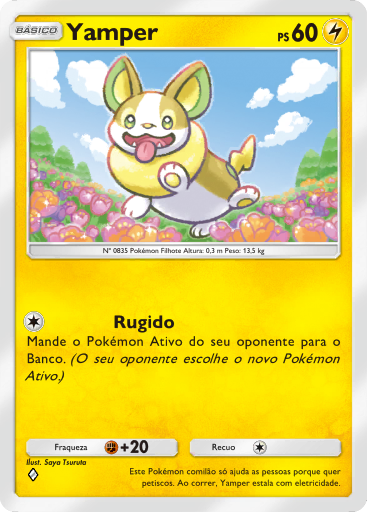 BÁSICO Yamper PS 60
Nº 0835 Pokémon Filhote Altura: 0,3 m Peso: 13,5 kg
Rugido
Mande o Pokémon Ativo do seu oponente para o
Banco. (O seu oponente escolhe o novo Pokémon
Ativo.)
Fraqueza +20 Recuo
Ilust. Saya Tsuruta
Este Pokémon comilão só ajuda as pessoas porque quer
petiscos. Ao correr, Yamper estala com eletricidade.